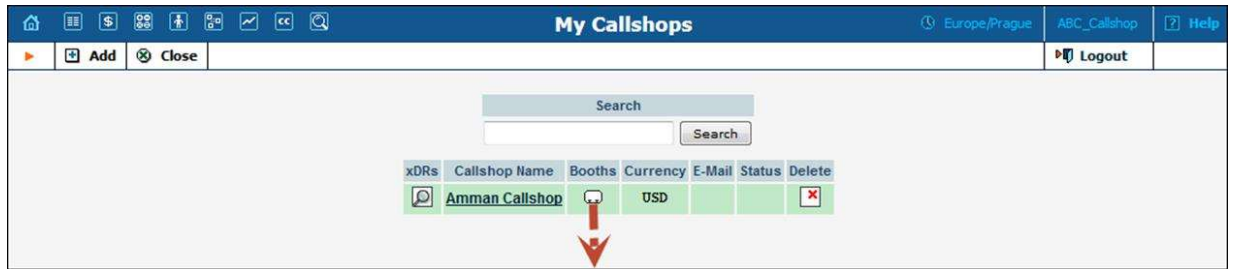 $ CC My Callshops Europe/Prague ABC_Callshop ? Help
Add Close Logout
Search
Search
xDRs Callshop Name Booths Currency E-Mail Status Delete
Amman Callshop USD